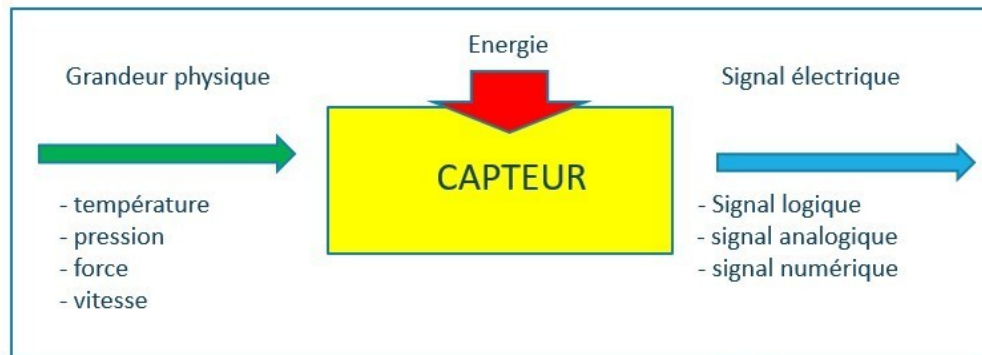 Energie
Grandeur physique
Signal électrique
CAPTEUR
- température
- pression
- force
- vitesse
- Signal logique
- signal analogique
- signal numérique